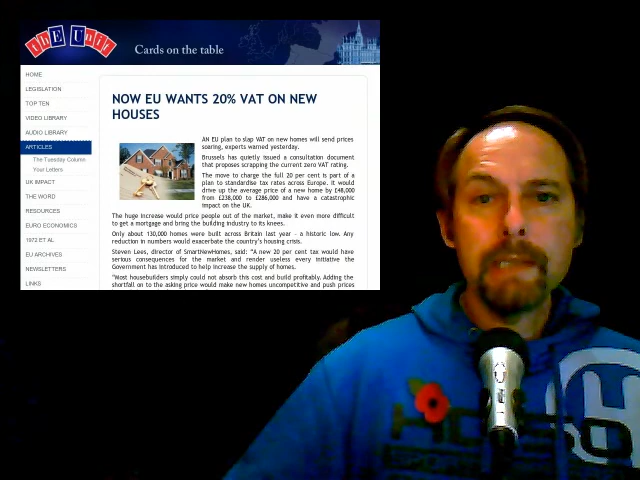 thE Unit
Cards on the table
HOME
LEGISLATION
TOP TEN
VIDEO LIBRARY
AUDIO LIBRARY
ARTICLES
The Tuesday Column
Your Letters
UK IMPACT
THE WORD
RESOURCES
EURO ECONOMICS
1972 ET AL
EU ARCHIVES
NEWSLETTERS
LINKS
NOW EU WANTS 20% VAT ON NEW
HOUSES
AN EU plan to slap VAT on new homes will send prices
soaring, experts warned yesterday.
Brussels has quietly issued a consultation document
that proposes scrapping the current zero VAT rating.
The move to charge the full 20 per cent is part of a
plan to standardise tax rates across Europe. It would
drive up the average price of a new home by £48,000
from £238,000 to £286,000 and have a catastrophic
impact on the UK.
The huge increase would price people out of the market, make it even more difficult
to get a mortgage and bring the building industry to its knees.
Only about 130,000 homes were built across Britain last year - a historic low. Any
reduction in numbers would exacerbate the country's housing crisis.
Steven Lees, director of SmartNewHomes, said: "A new 20 per cent tax would have
serious consequences for the market and render useless every initiative the
Government has introduced to help increase the supply of homes.
"Most housebuilders simply could not absorb this cost and build profitably. Adding the
shortfall on to the asking price would make new homes uncompetitive and push prices